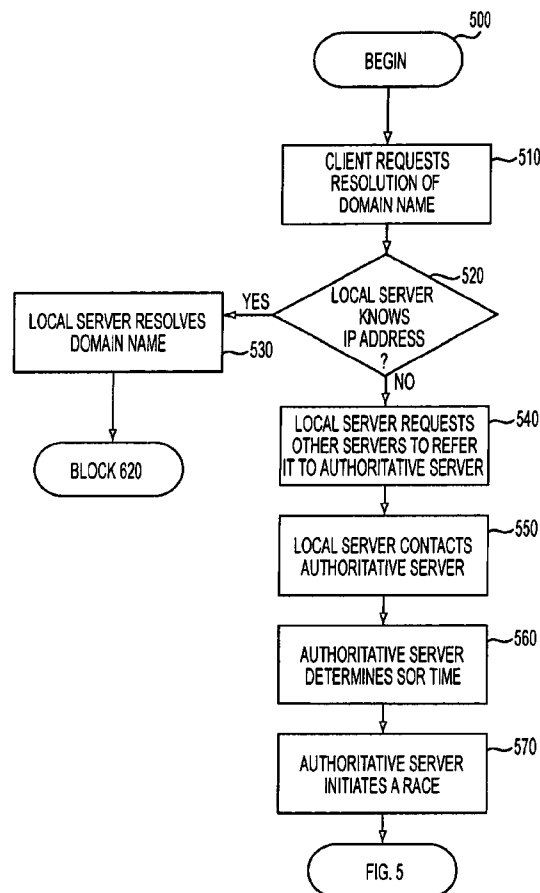 500
BEGIN
CLIENT REQUESTS
RESOLUTION OF
DOMAIN NAME
510
520
LOCAL SERVER
KNOWS
IP ADDRESS
?
YES
LOCAL SERVER RESOLVES
DOMAIN NAME
530
NO
BLOCK 620
LOCAL SERVER REQUESTS
OTHER SERVERS TO REFER
IT TO AUTHORITATIVE SERVER
540
LOCAL SERVER CONTACTS
AUTHORITATIVE SERVER
550
AUTHORITATIVE SERVER
DETERMINES SOR TIME
560
AUTHORITATIVE SERVER
INITIATES A RACE
570
FIG. 5